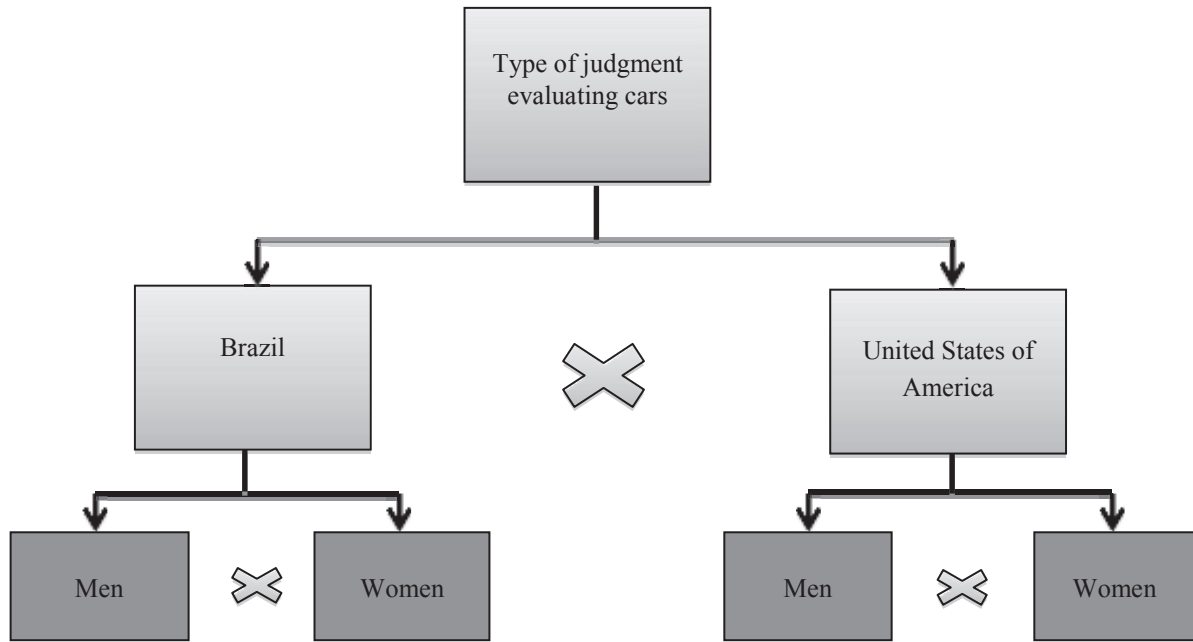 Type of judgment
evaluating cars
Brazil
United States of
America
Men
Women
Men
Women